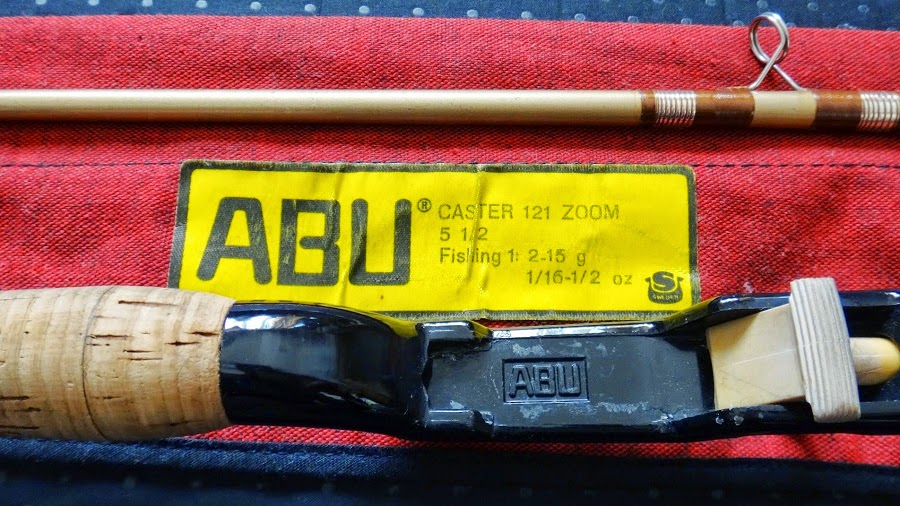 ABU® CASTER 121 ZOOM
5 1/2
Fishing 1: 2-15 g
1/16-1/2 oz
S
SWEDEN
ABU